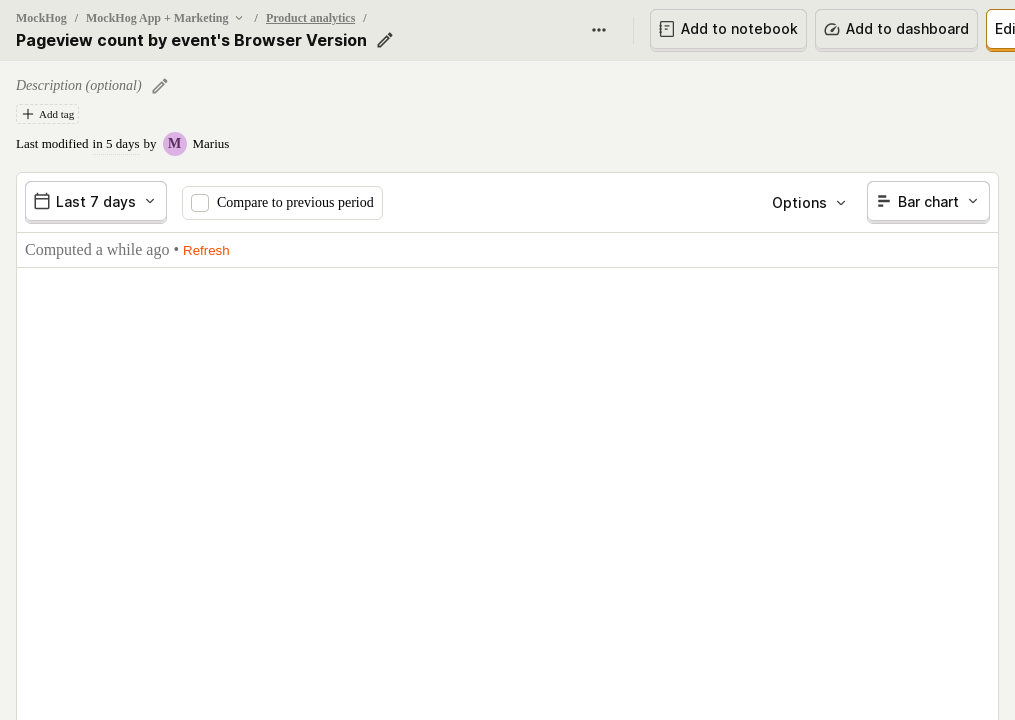 MockHog / MockHog App + Marketing / Product analytics /
Pageview count by event's Browser Version
Add to notebook
Add to dashboard
Edi
Description (optional)
Add tag
Last modified in 5 days by M Marius
Last 7 days
Compare to previous period
Options
Bar chart
Computed a while ago • Refresh